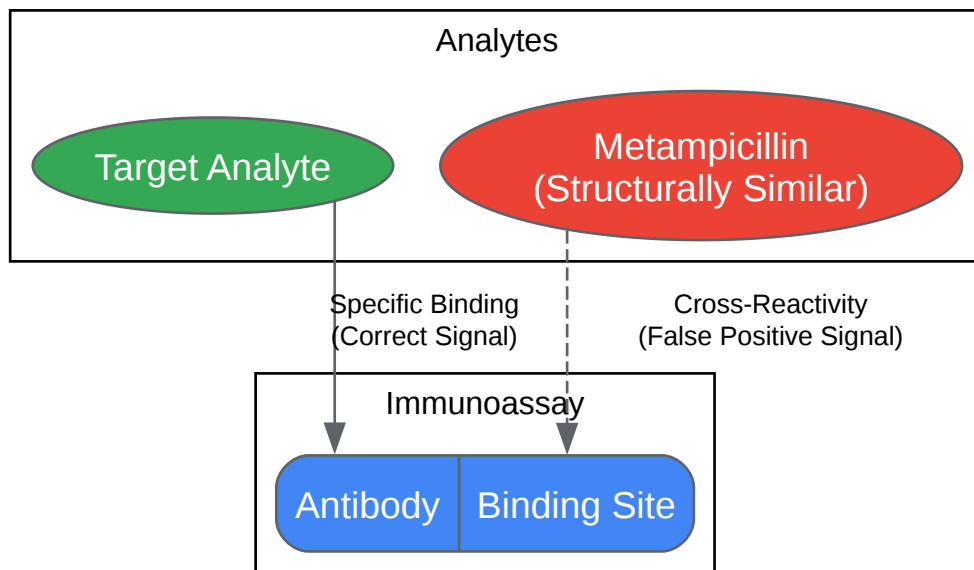 Analytes
Target Analyte
Metampicillin
(Structurally Similar)
Specific Binding
(Correct Signal)
Cross-Reactivity
(False Positive Signal)
Immunoassay
Antibody
Binding Site